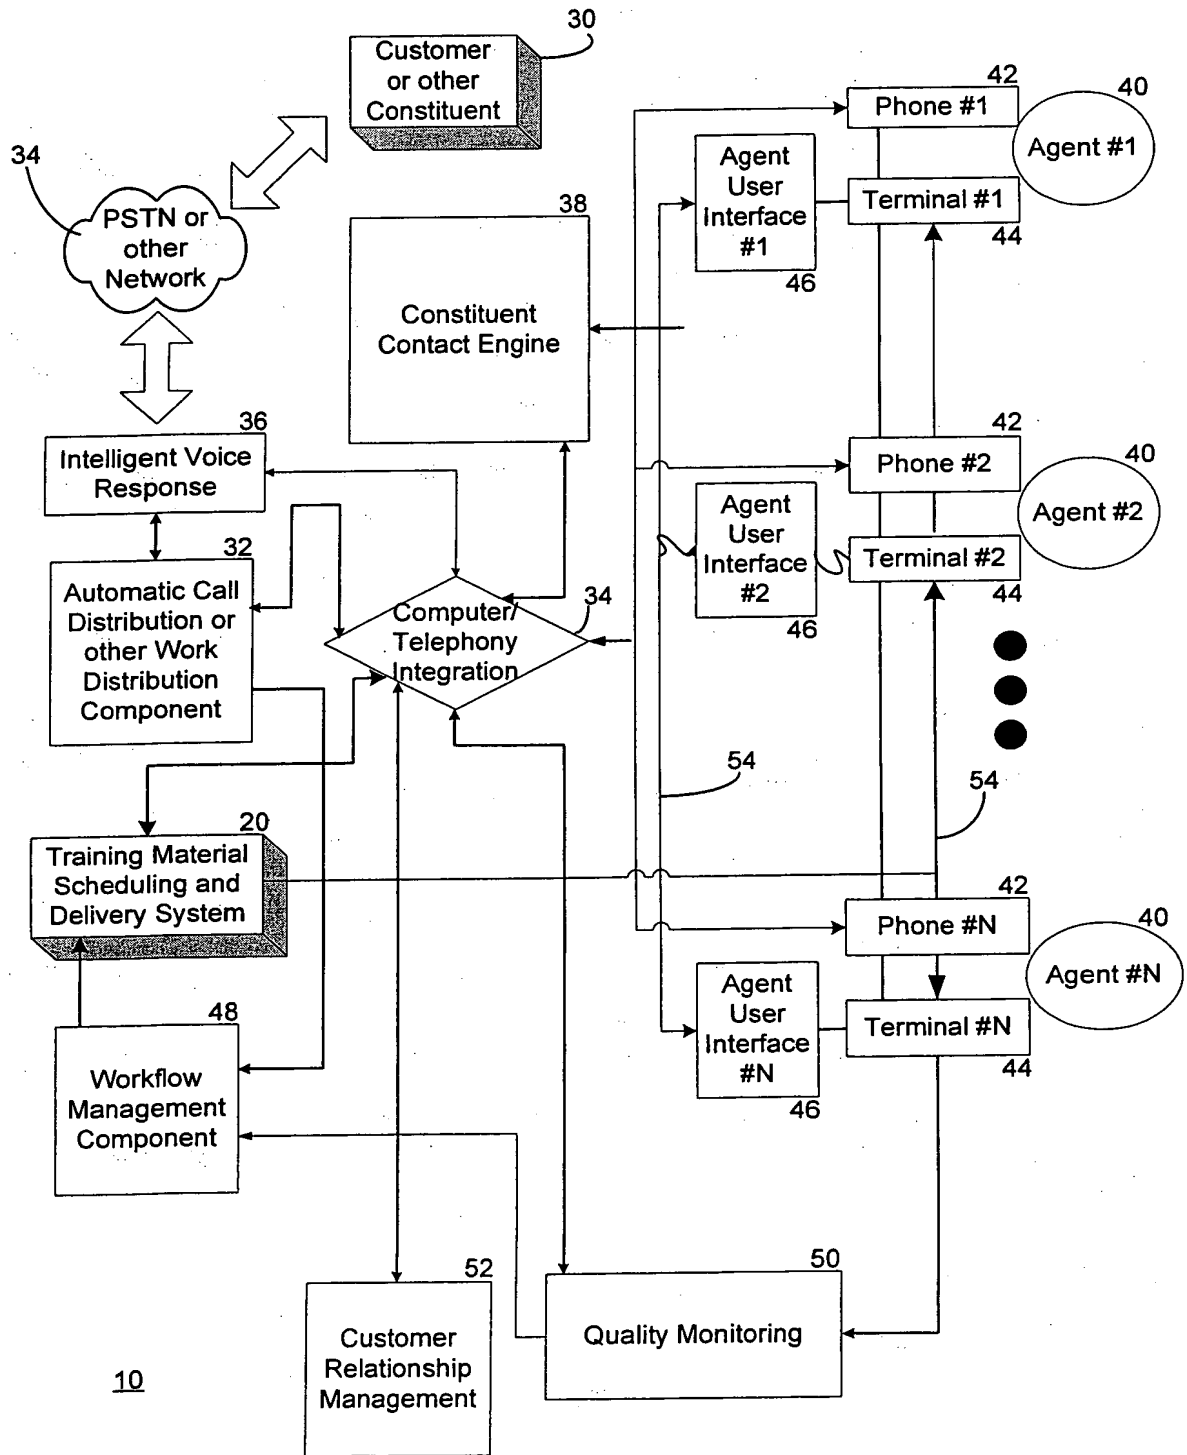 30
Customer
or other
Constituent
34
PSTN or
other
Network
38
Constituent
Contact Engine
36
Intelligent Voice
Response
32
Automatic Call
Distribution or
other Work
Distribution
Component
Computer/
Telephony
Integration
34
20
Training Material
Scheduling and
Delivery System
48
Workflow
Management
Component
52
Customer
Relationship
Management
50
Quality Monitoring
42
Phone #1
40
Agent #1
Agent
User
Interface
#1
46
Terminal #1
44
42
Phone #2
40
Agent #2
Agent
User
Interface
#2
46
Terminal #2
44
54
54
42
Phone #N
40
Agent #N
Agent
User
Interface
#N
46
Terminal #N
44
10